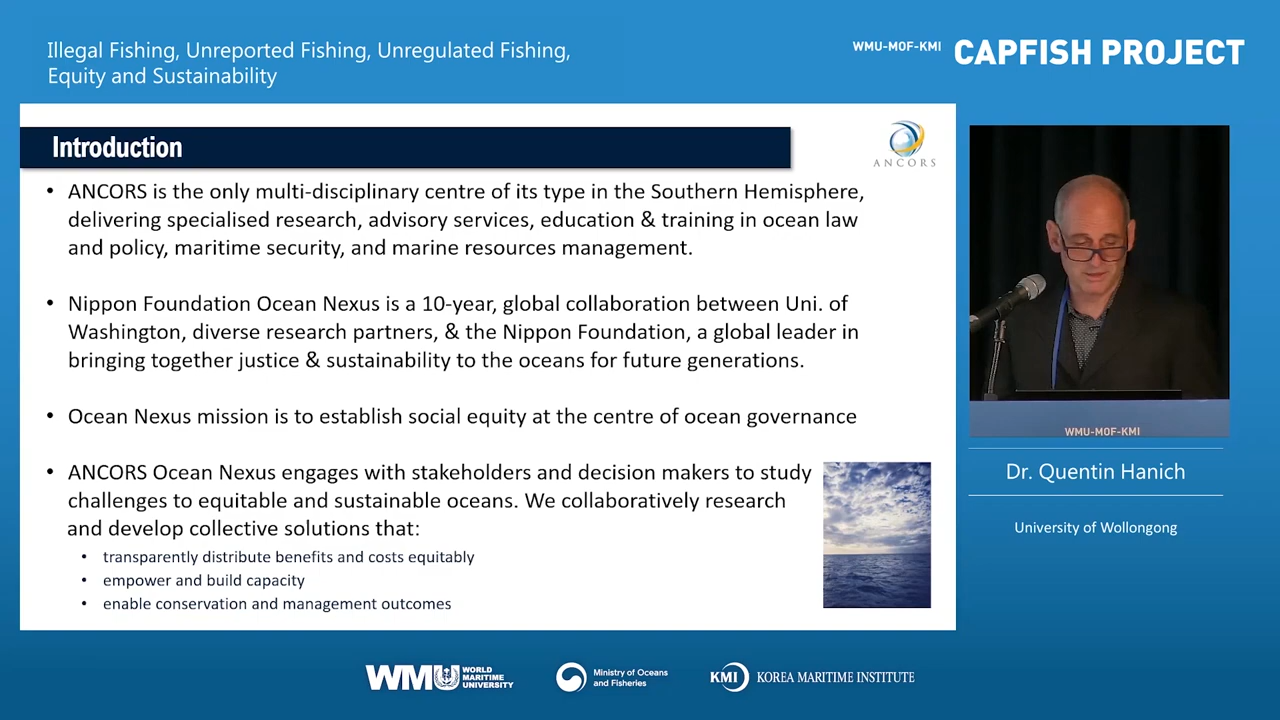 Illegal Fishing, Unreported Fishing, Unregulated Fishing,
Equity and Sustainability
WMU-MOF-KMI CAPFISH PROJECT
Introduction
ANCORS
• ANCORS is the only multi-disciplinary centre of its type in the Southern Hemisphere,
delivering specialised research, advisory services, education & training in ocean law
and policy, maritime security, and marine resources management.
• Nippon Foundation Ocean Nexus is a 10-year, global collaboration between Uni. of
Washington, diverse research partners, & the Nippon Foundation, a global leader in
bringing together justice & sustainability to the oceans for future generations.
• Ocean Nexus mission is to establish social equity at the centre of ocean governance
• ANCORS Ocean Nexus engages with stakeholders and decision makers to study
challenges to equitable and sustainable oceans. We collaboratively research
and develop collective solutions that:
• transparently distribute benefits and costs equitably
• empower and build capacity
• enable conservation and management outcomes
WMU-MOF-KMI
Dr. Quentin Hanich
University of Wollongong
WMU WORLD
MARITIME
UNIVERSITY
Ministry of Oceans
and Fisheries
KMI KOREA MARITIME INSTITUTE